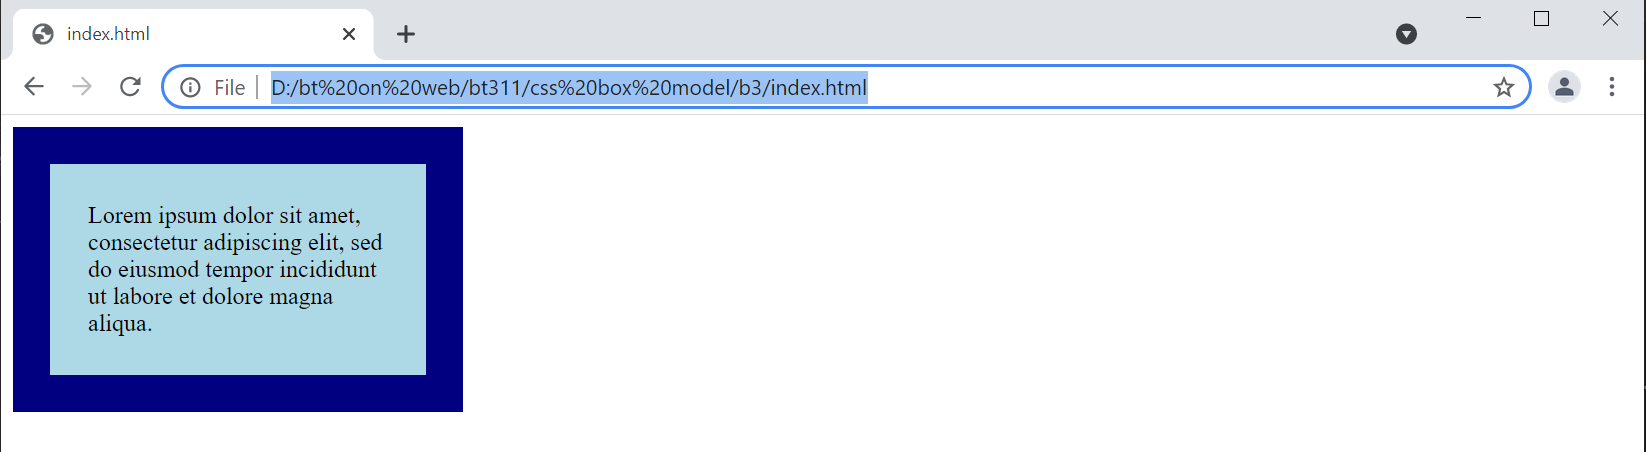 index.html
File
D:/bt%20on%20web/bt311/css%20box%20model/b3/index.html
Lorem ipsum dolor sit amet,
consectetur adipiscing elit, sed
do eiusmod tempor incididunt
ut labore et dolore magna
aliqua.